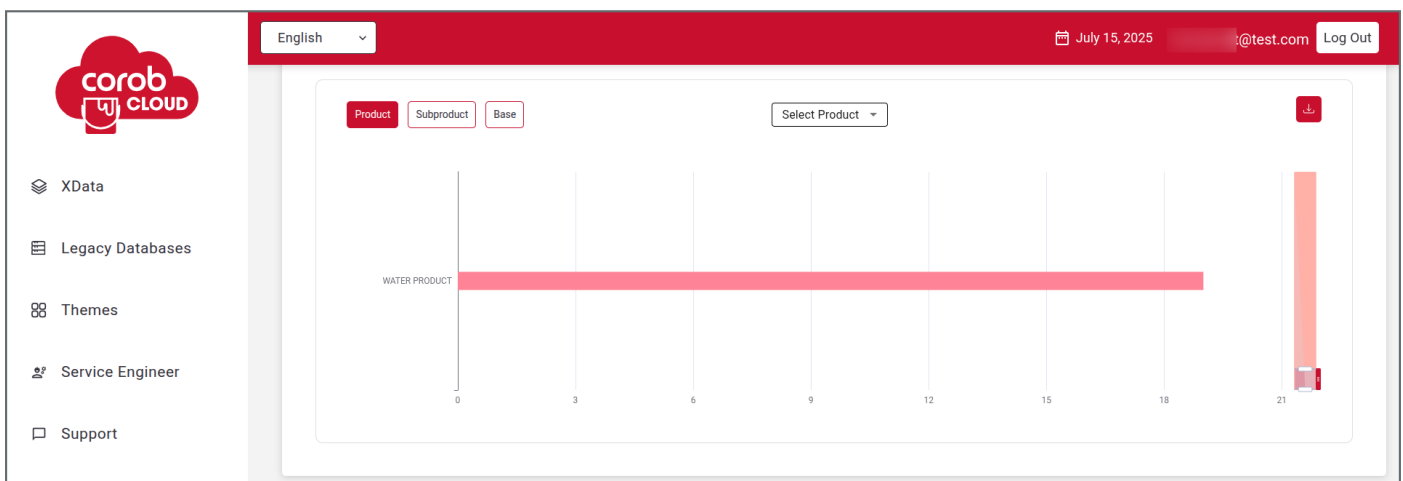 corob
CLOUD
English
July 15, 2025
@test.com
Log Out
XData
Legacy Databases
Themes
Service Engineer
Support
Product
Subproduct
Base
Select Product
WATER PRODUCT
0
3
6
9
12
15
18
21